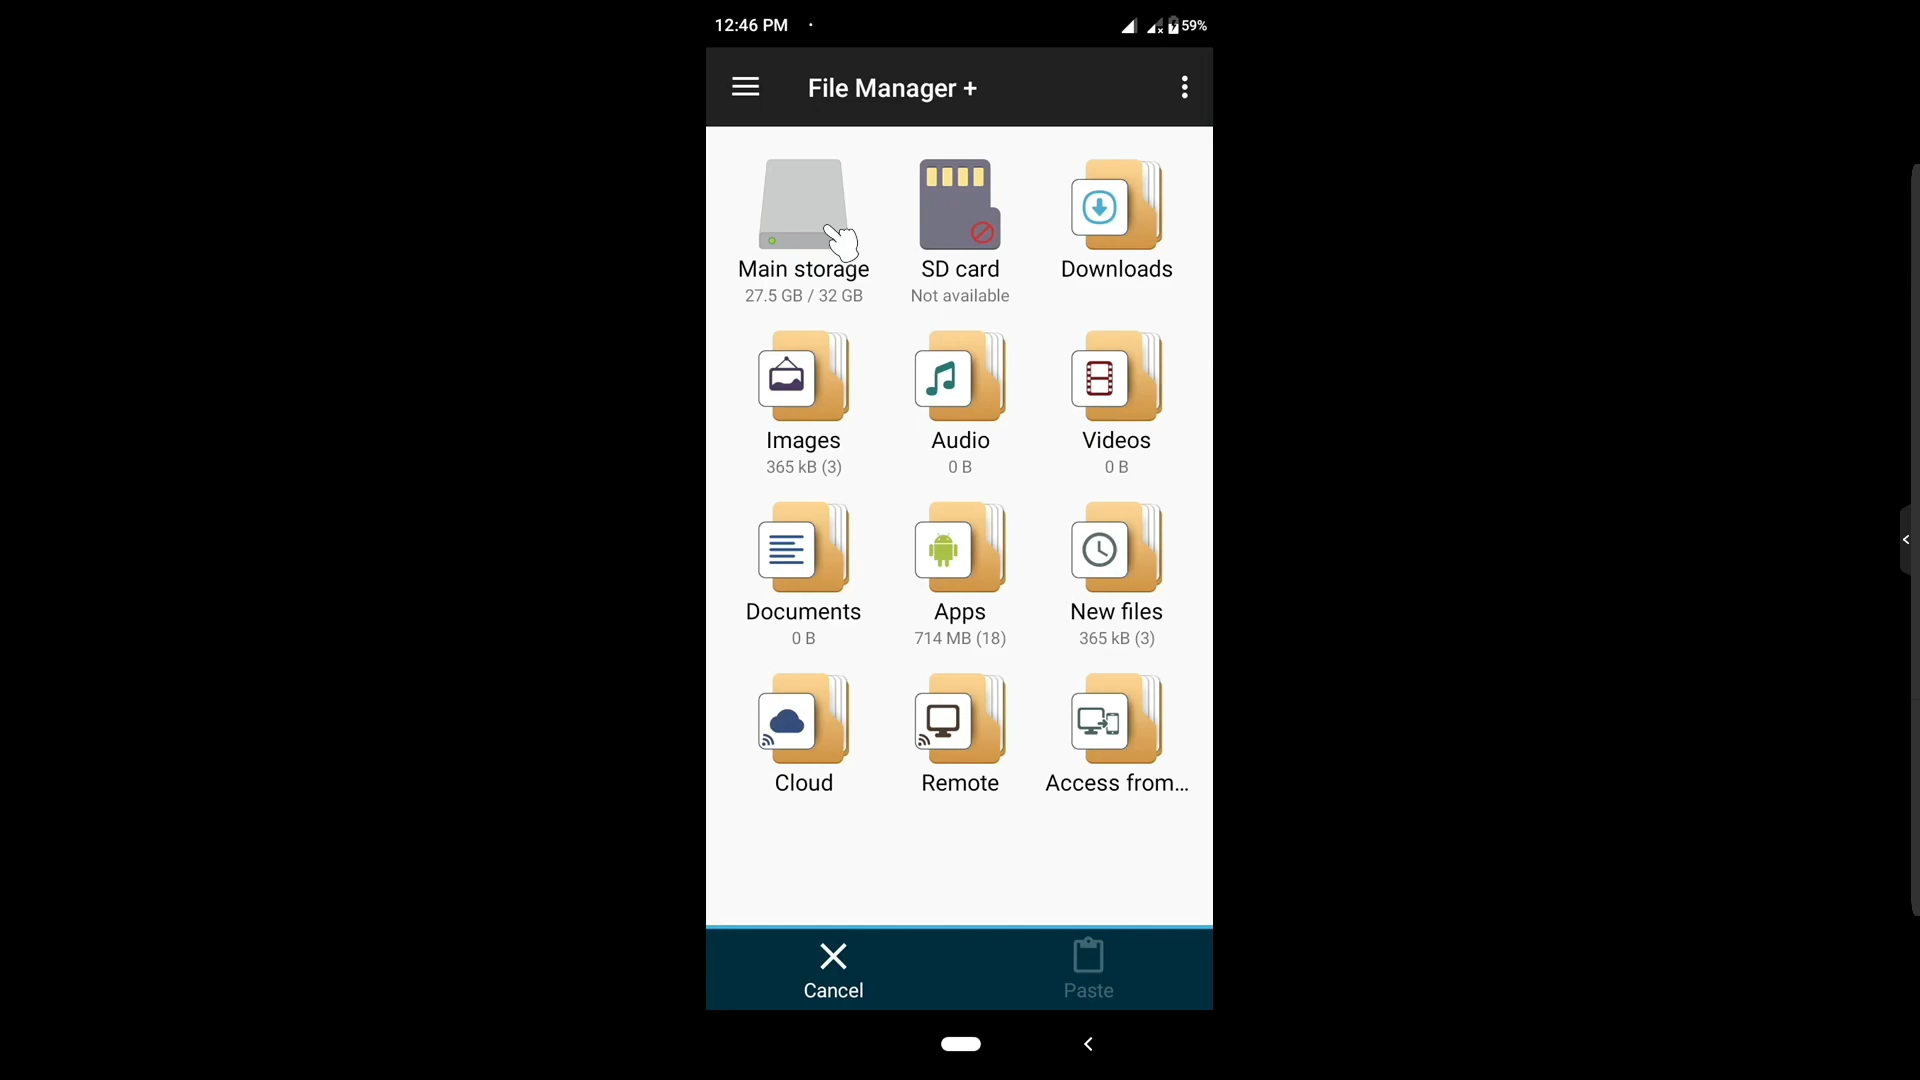 12:46 PM
59%
File Manager +
Main storage
27.5 GB / 32 GB
SD card
Not available
Downloads
Images
365 kB (3)
Audio
0 B
Videos
0 B
Documents
0 B
Apps
714 MB (18)
New files
365 kB (3)
Cloud
Remote
Access from...
Cancel
Paste